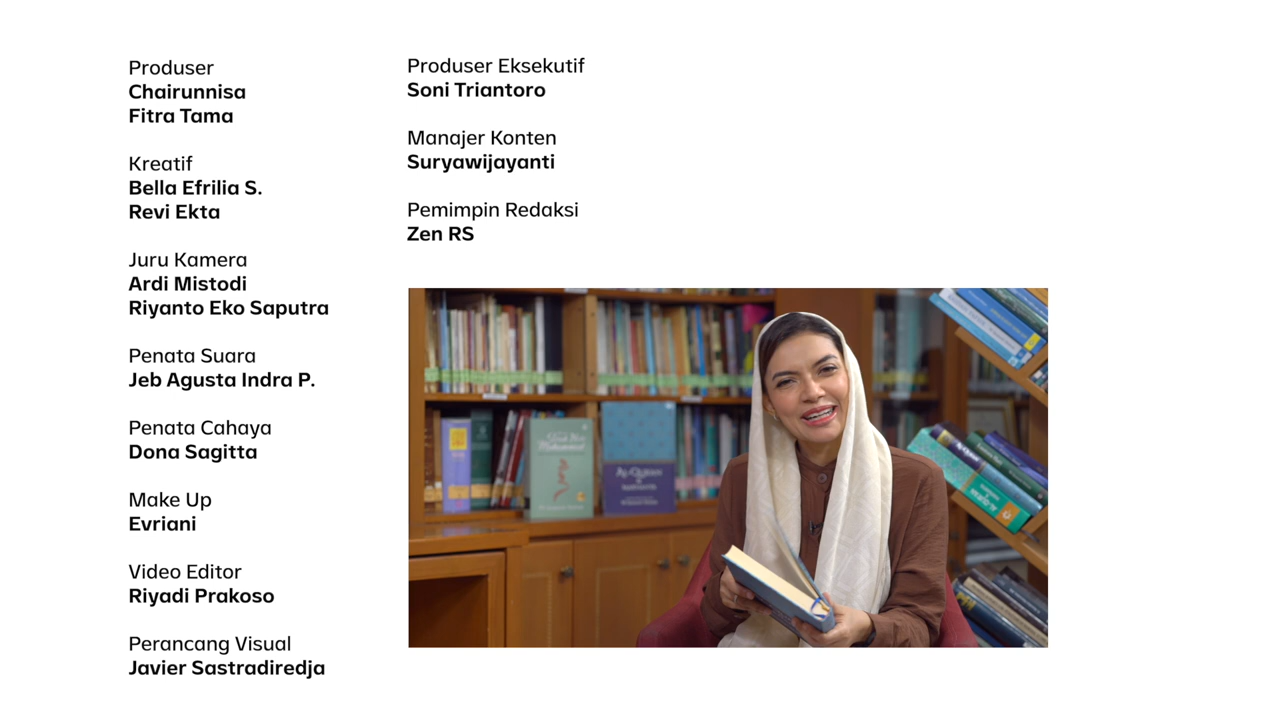 Produser
Chairunnisa
Fitra Tama
Kreatif
Bella Efrilia S.
Revi Ekta
Juru Kamera
Ardi Mistodi
Riyanto Eko Saputra
Penata Suara
Jeb Agusta Indra P.
Penata Cahaya
Dona Sagitta
Make Up
Evriani
Video Editor
Riyadi Prakoso
Perancang Visual
Javier Sastradiredja
Produser Eksekutif
Soni Triantoro
Manajer Konten
Suryawijayanti
Pemimpin Redaksi
Zen RS
AL-QURAN